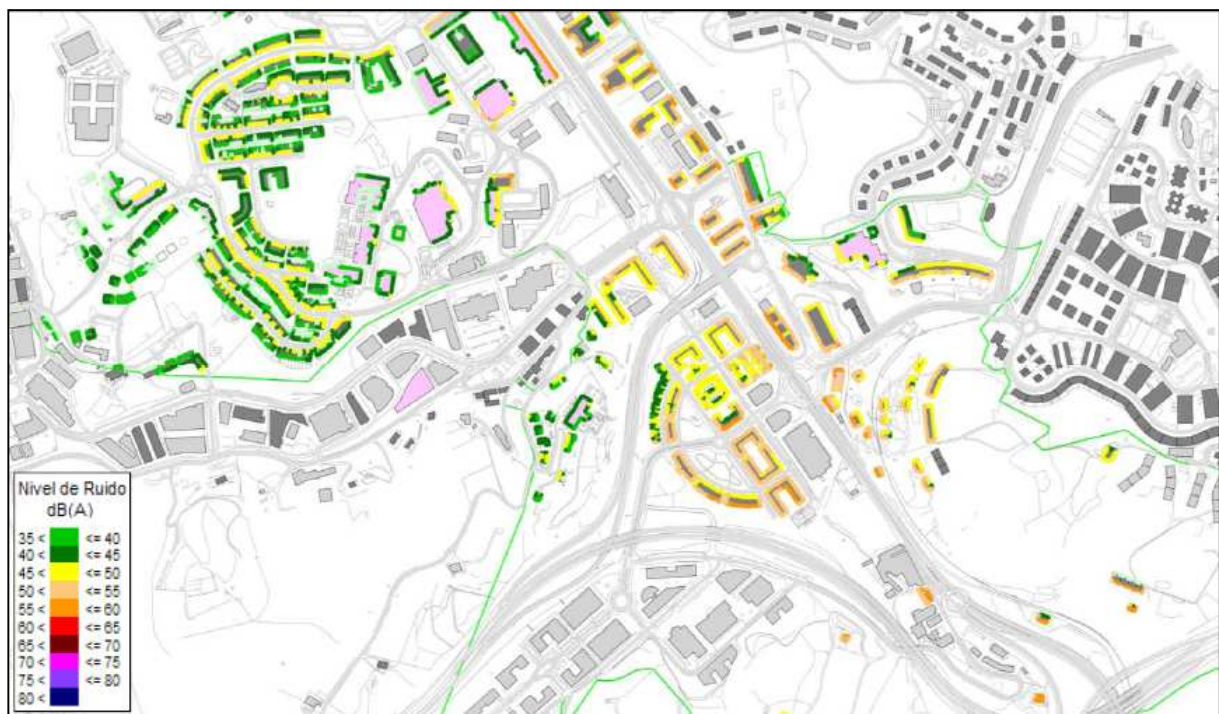 Nivel de Ruido
dB(A)
35 < <= 40
40 < <= 45
45 < <= 50
50 < <= 55
55 < <= 60
60 < <= 65
65 < <= 70
70 < <= 75
75 < <= 80
80 <